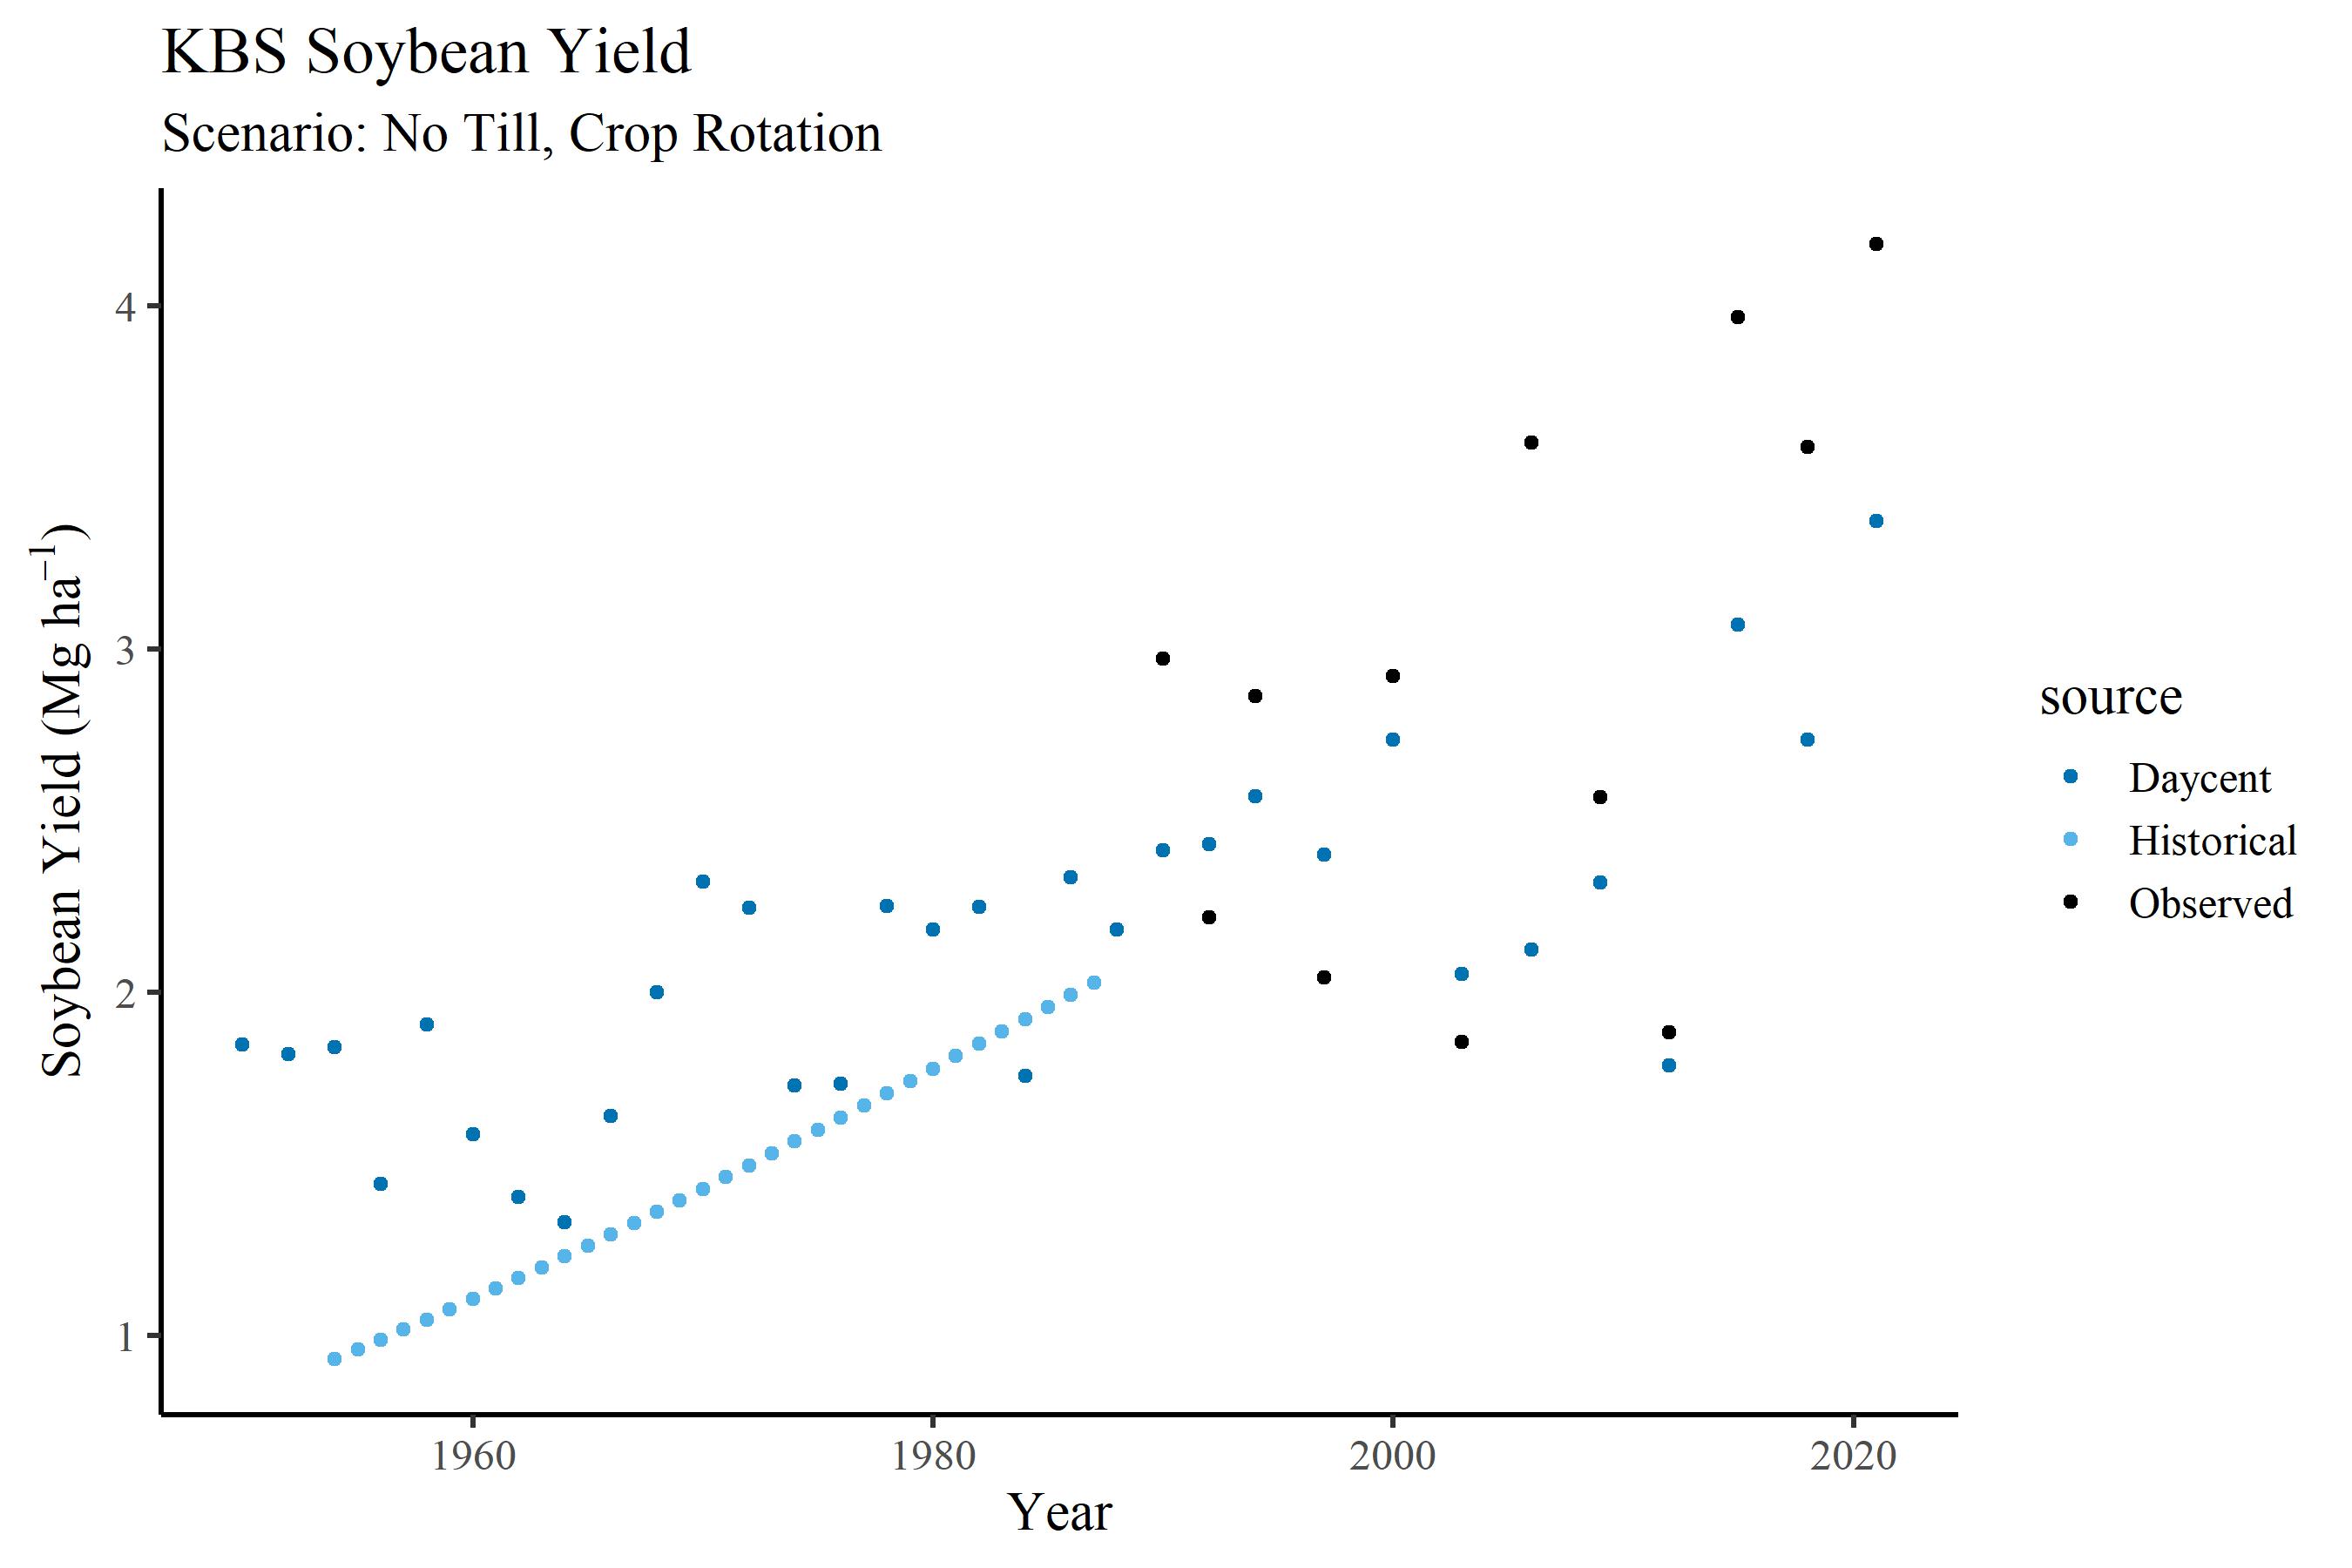 KBS Soybean Yield
Scenario: No Till, Crop Rotation
Soybean Yield (Mg ha⁻¹)
4
3
2
1
1960 1980 2000 2020
Year
source
Daycent
Historical
Observed